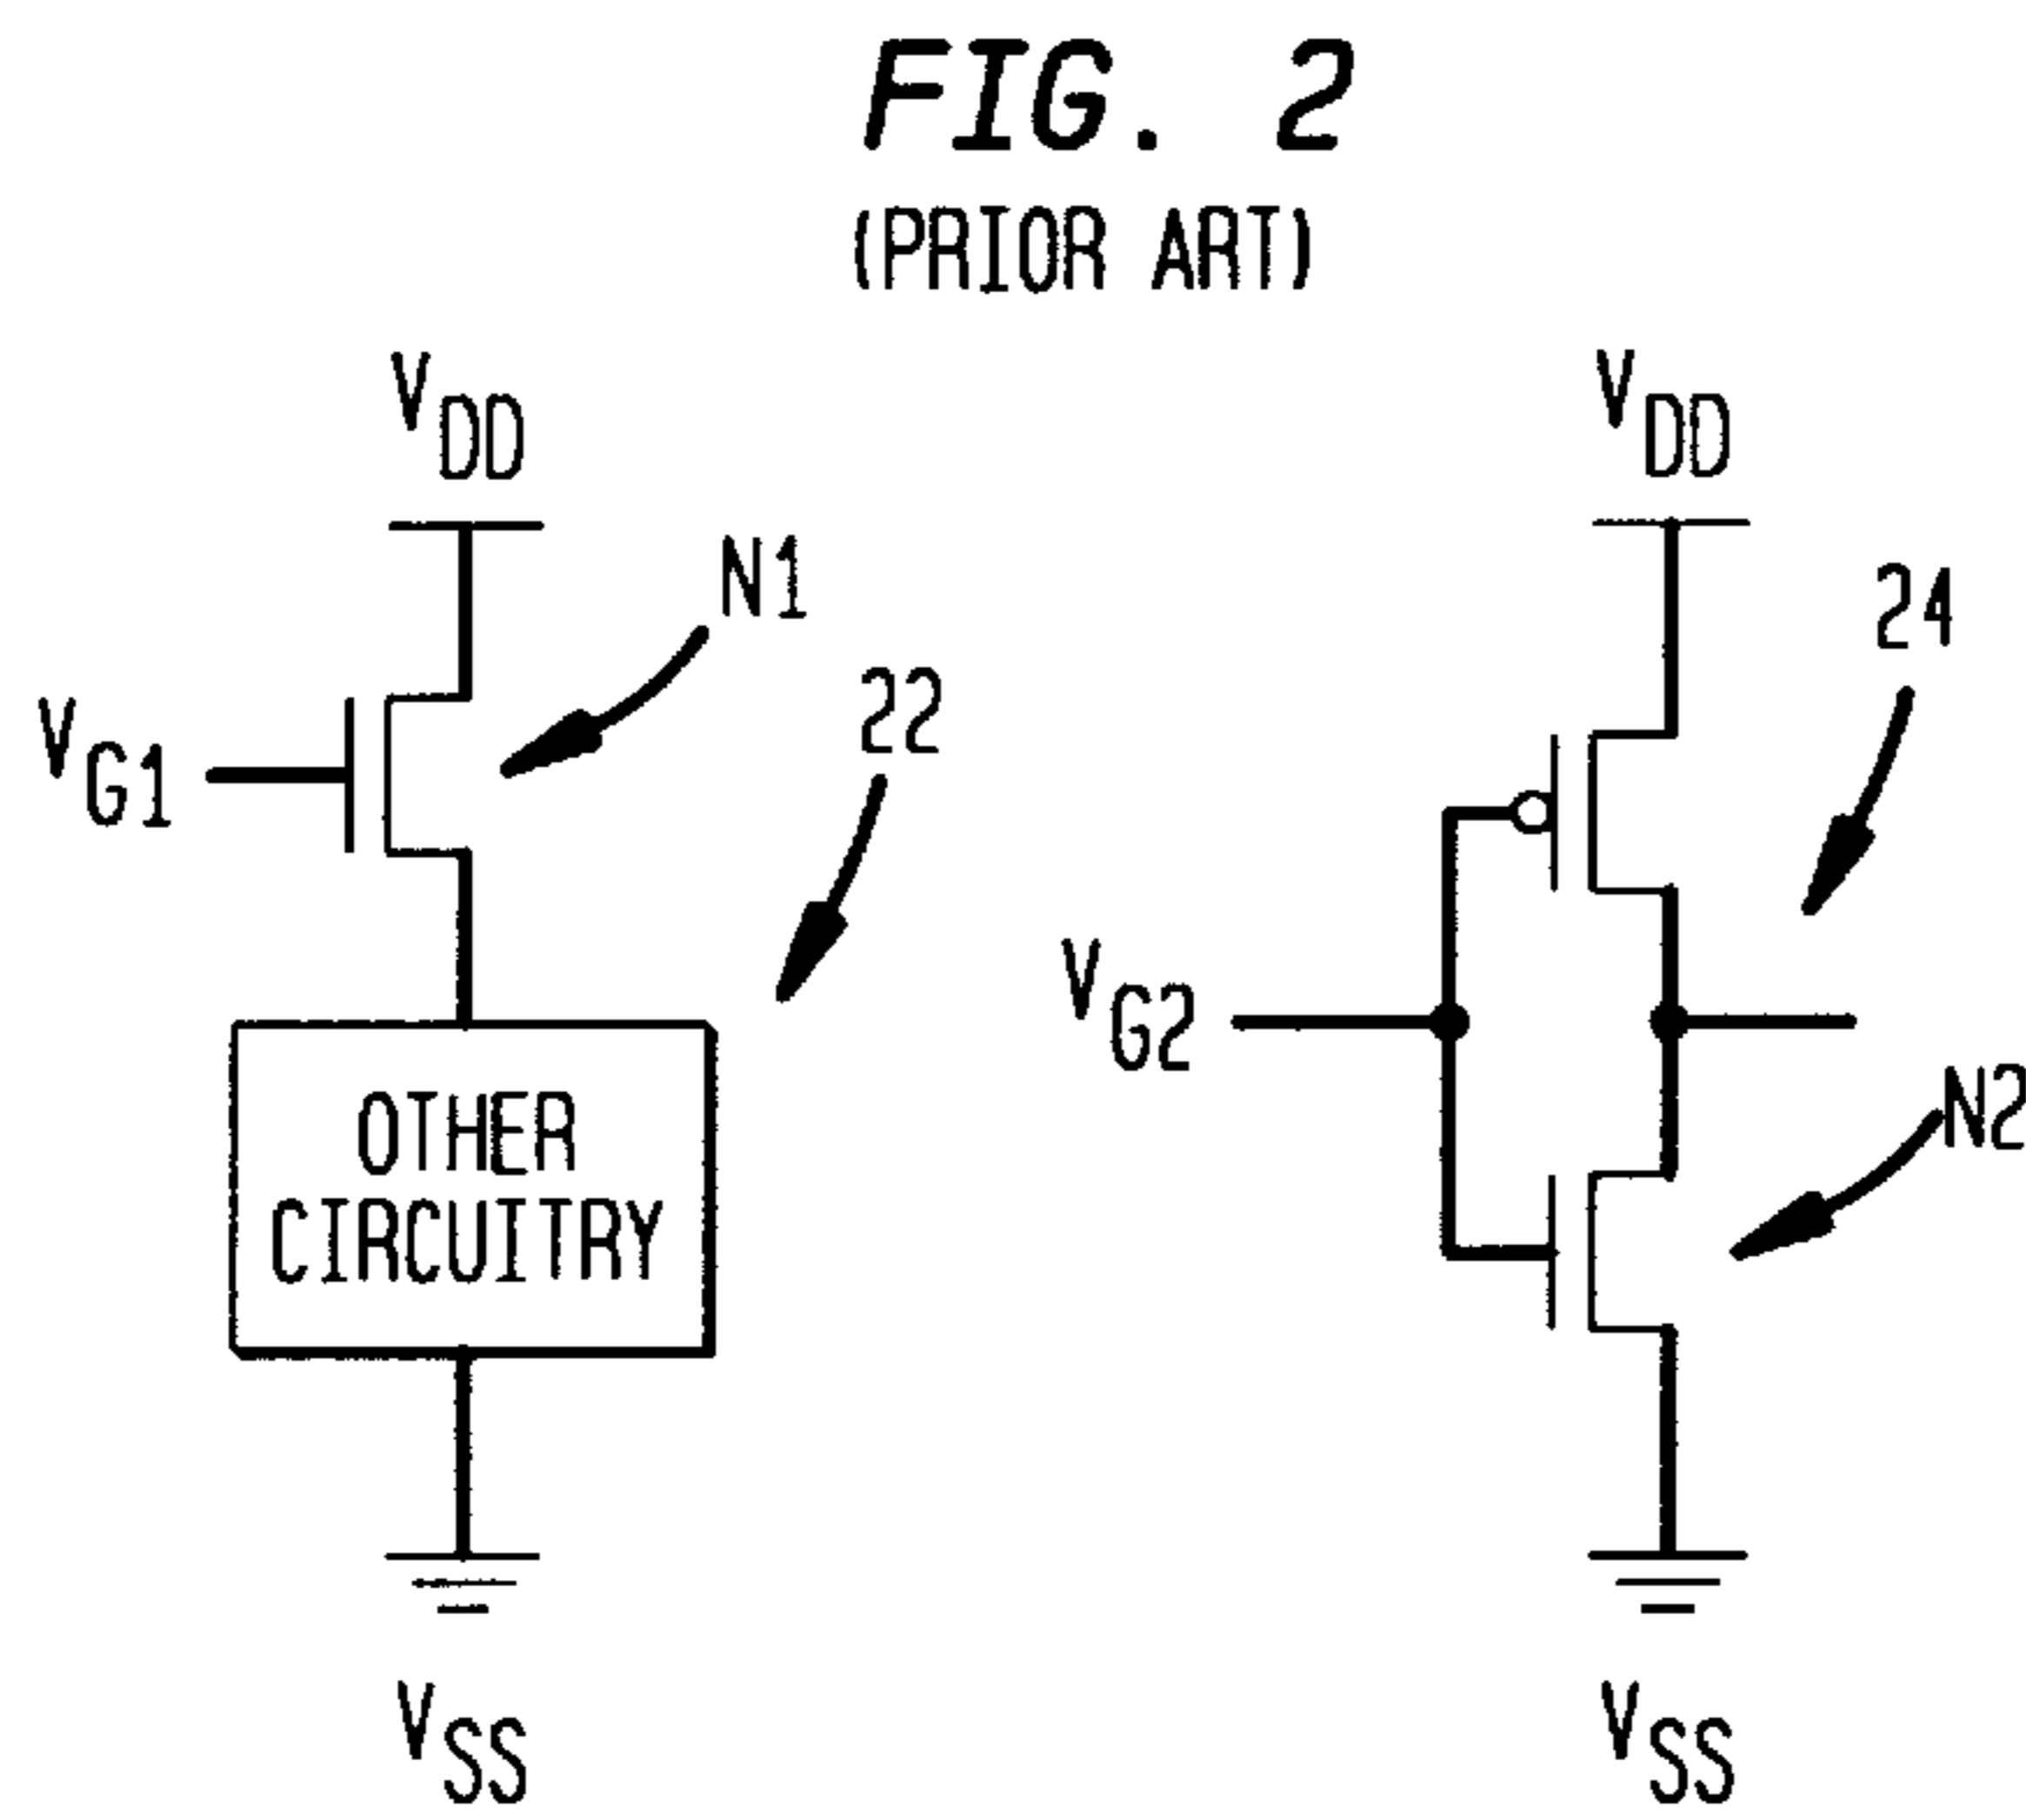 FIG. 2
(PRIOR ART)
VDD
VDD
N1
24
22
VG1
VG2
N2
OTHER
CIRCUITRY
VSS
VSS